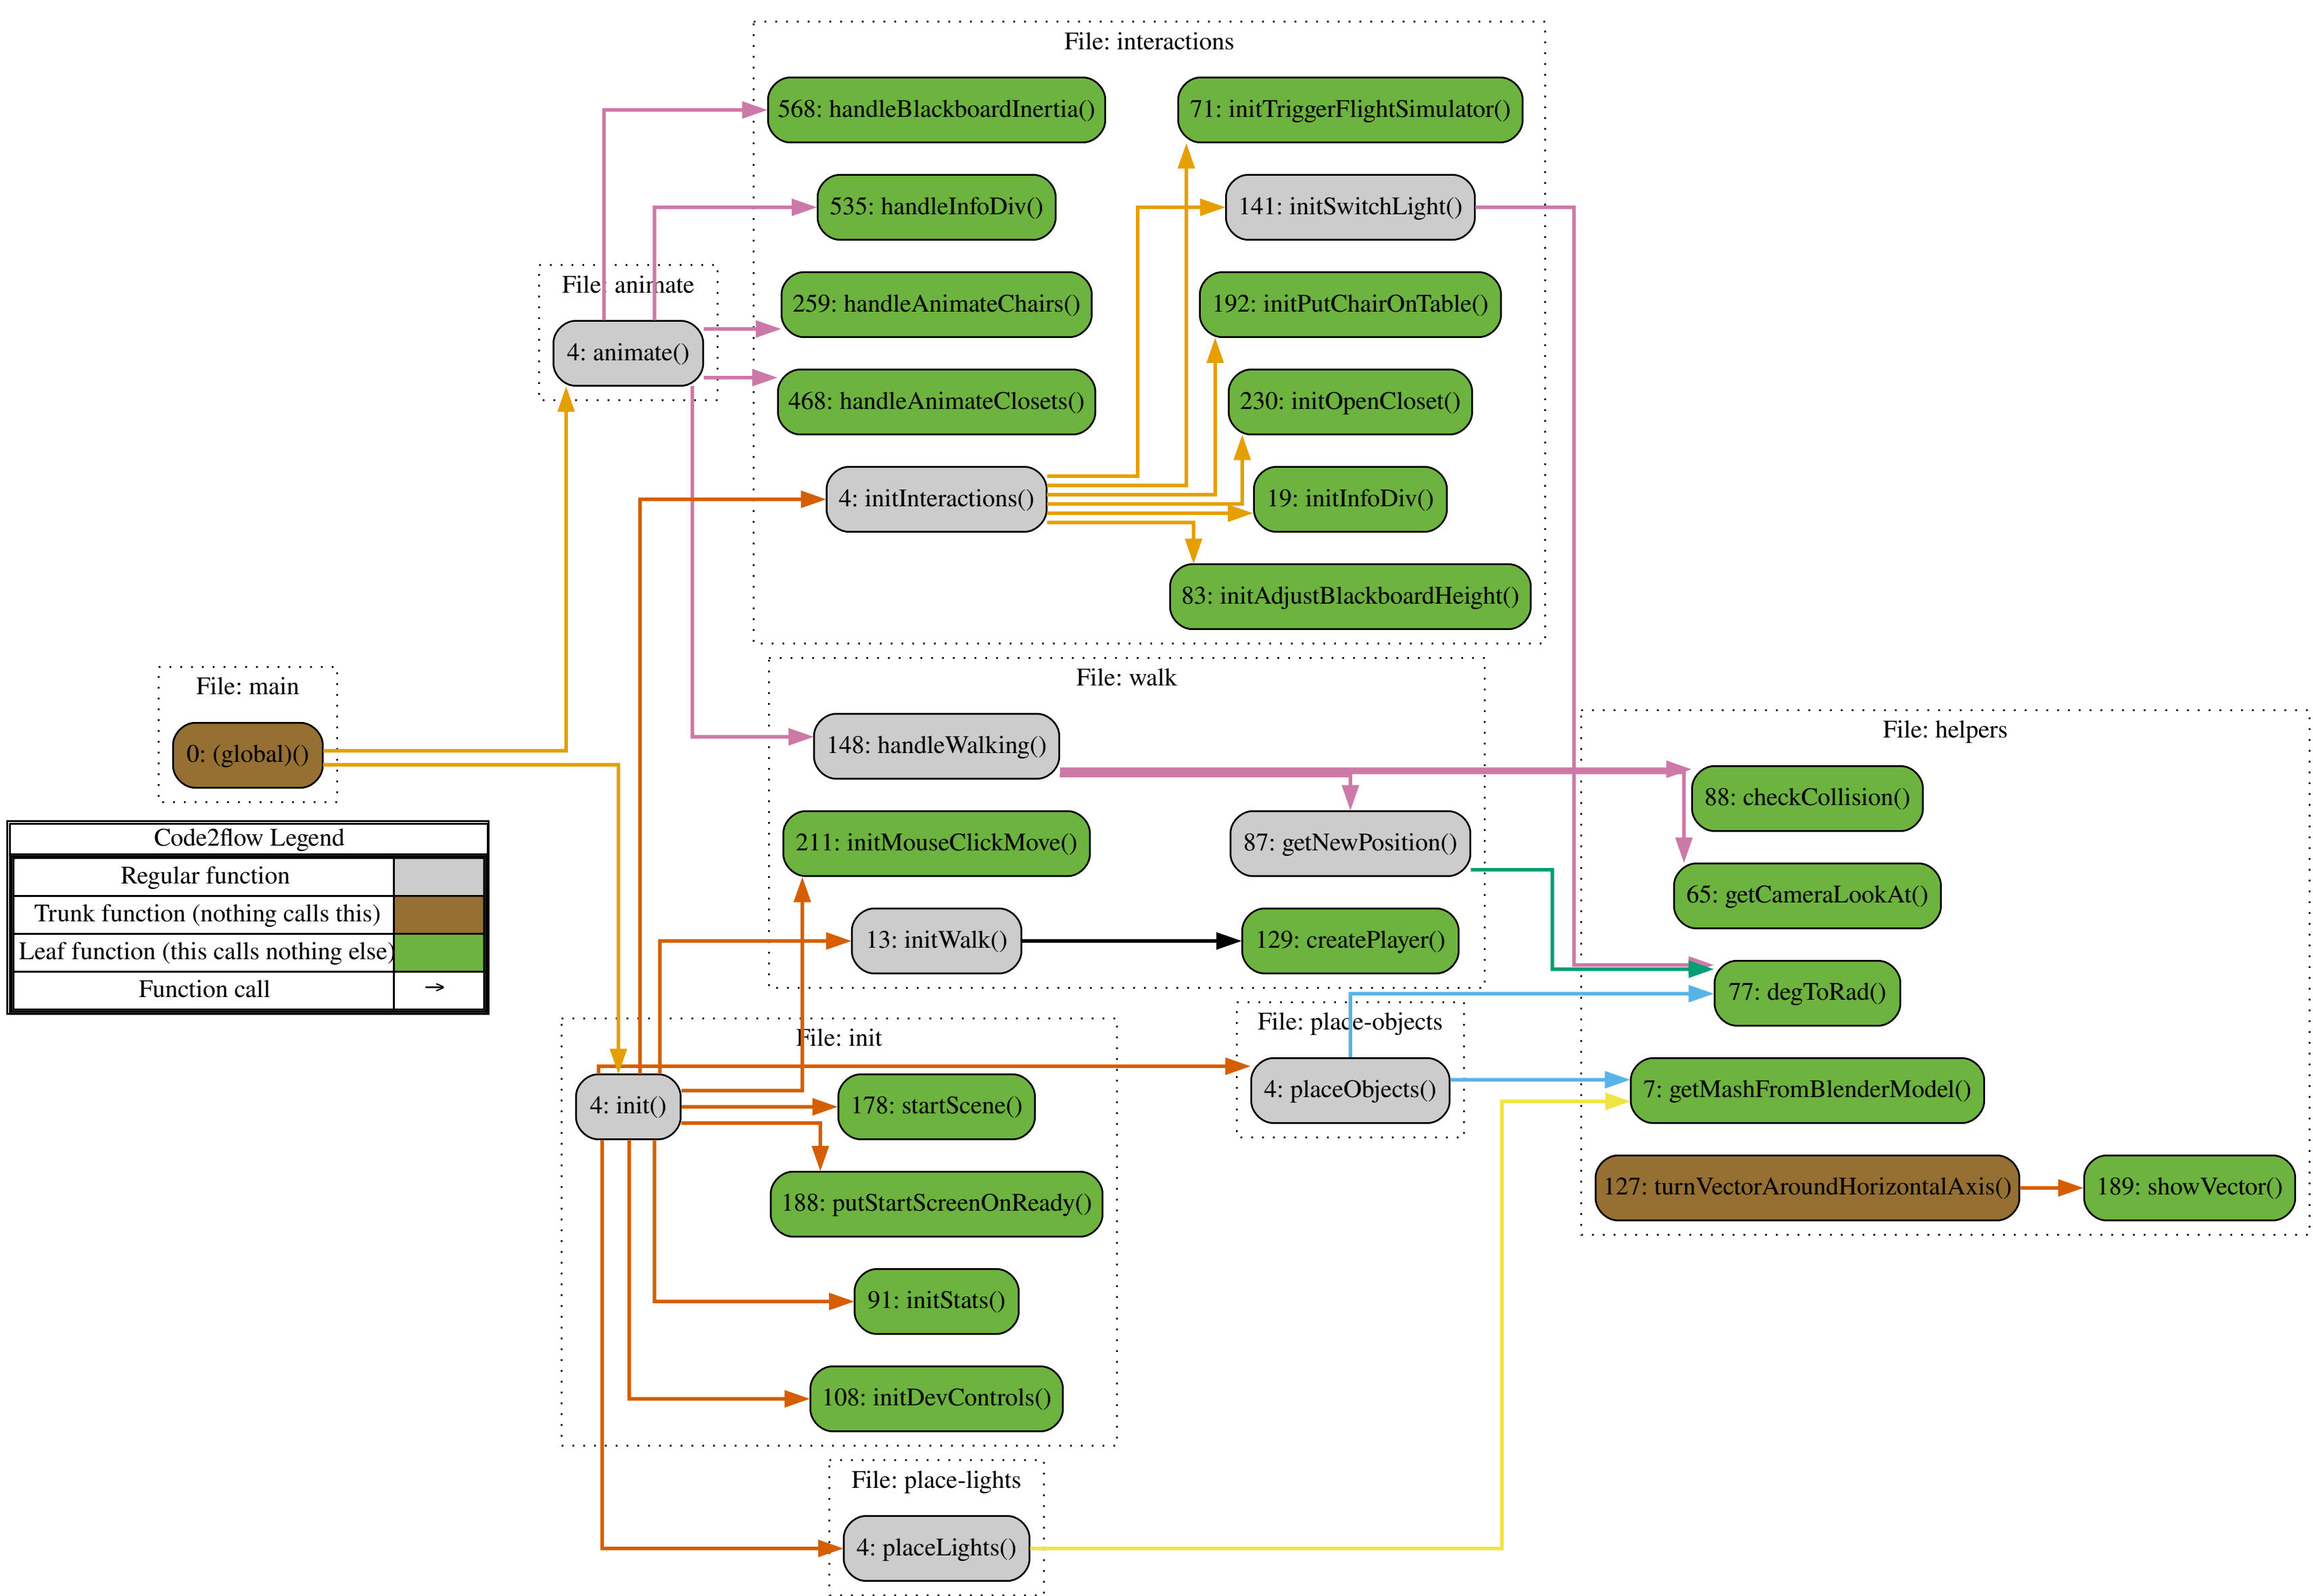 File: interactions
568: handleBlackboardInertia()
71: initTriggerFlightSimulator()
535: handleInfoDiv()
141: initSwitchLight()
File: animate
259: handleAnimateChairs()
192: initPutChairOnTable()
4: animate()
468: handleAnimateClosets()
230: initOpenCloset()
4: initInteractions()
19: initInfoDiv()
83: initAdjustBlackboardHeight()
File: main
0: (global)()
File: walk
148: handleWalking()
211: initMouseClickMove()
87: getNewPosition()
13: initWalk()
129: createPlayer()
File: helpers
88: checkCollision()
65: getCameraLookAt()
77: degToRad()
7: getMashFromBlenderModel()
127: turnVectorAroundHorizontalAxis()
189: showVector()
Code2flow Legend
Regular function
Trunk function (nothing calls this)
Leaf function (this calls nothing else)
Function call →
File: init
File: place-objects
4: init()
178: startScene()
4: placeObjects()
188: putStartScreenOnReady()
91: initStats()
108: initDevControls()
File: place-lights
4: placeLights()